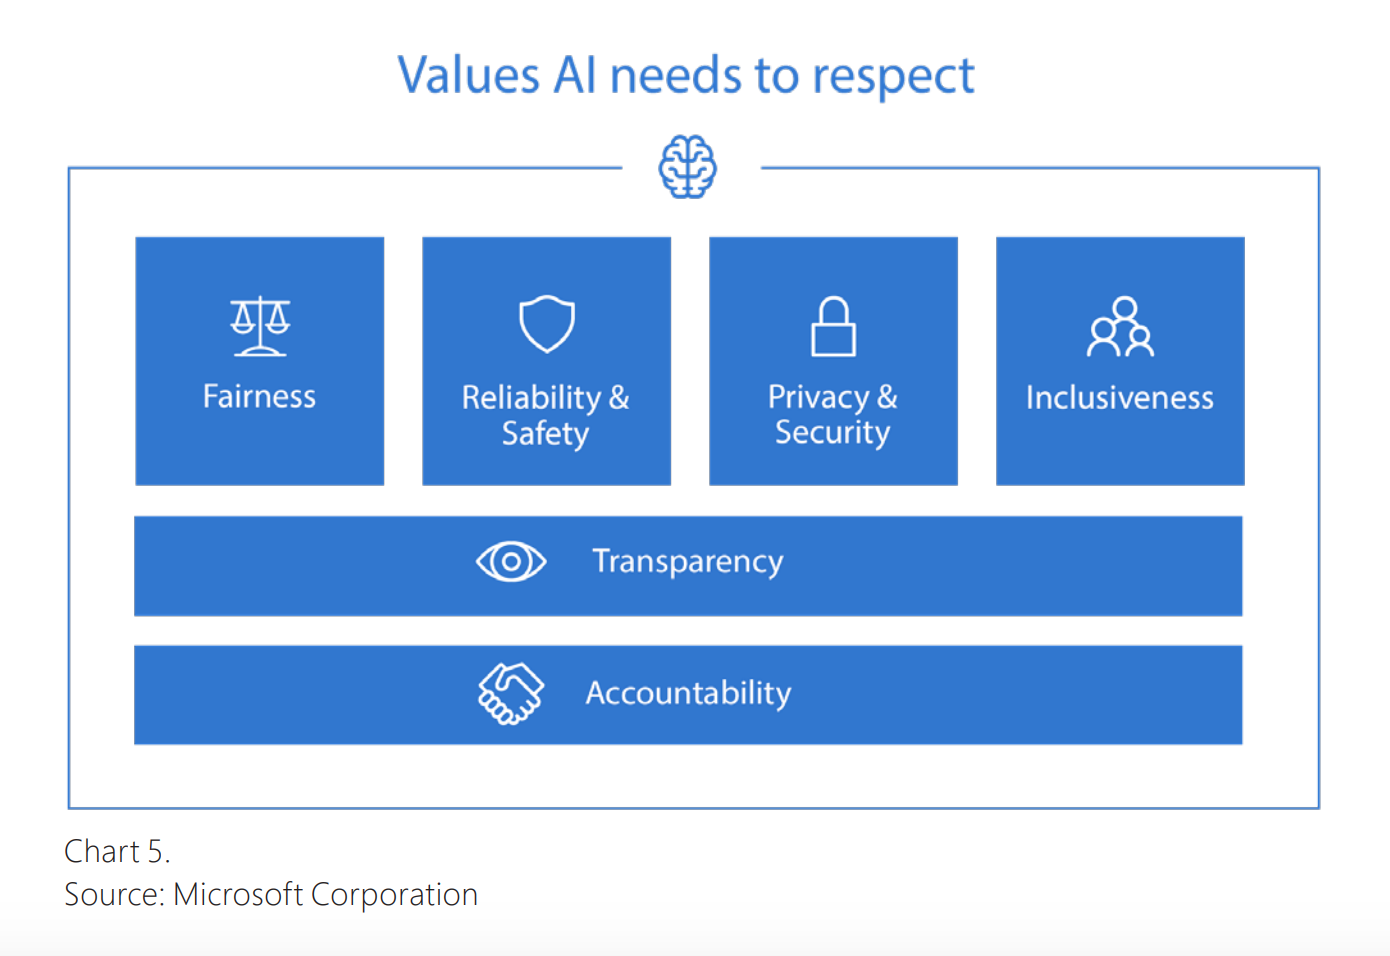 Values AI needs to respect
Fairness
Reliability &
Safety
Privacy &
Security
Inclusiveness
Transparency
Accountability
Chart 5.
Source: Microsoft Corporation